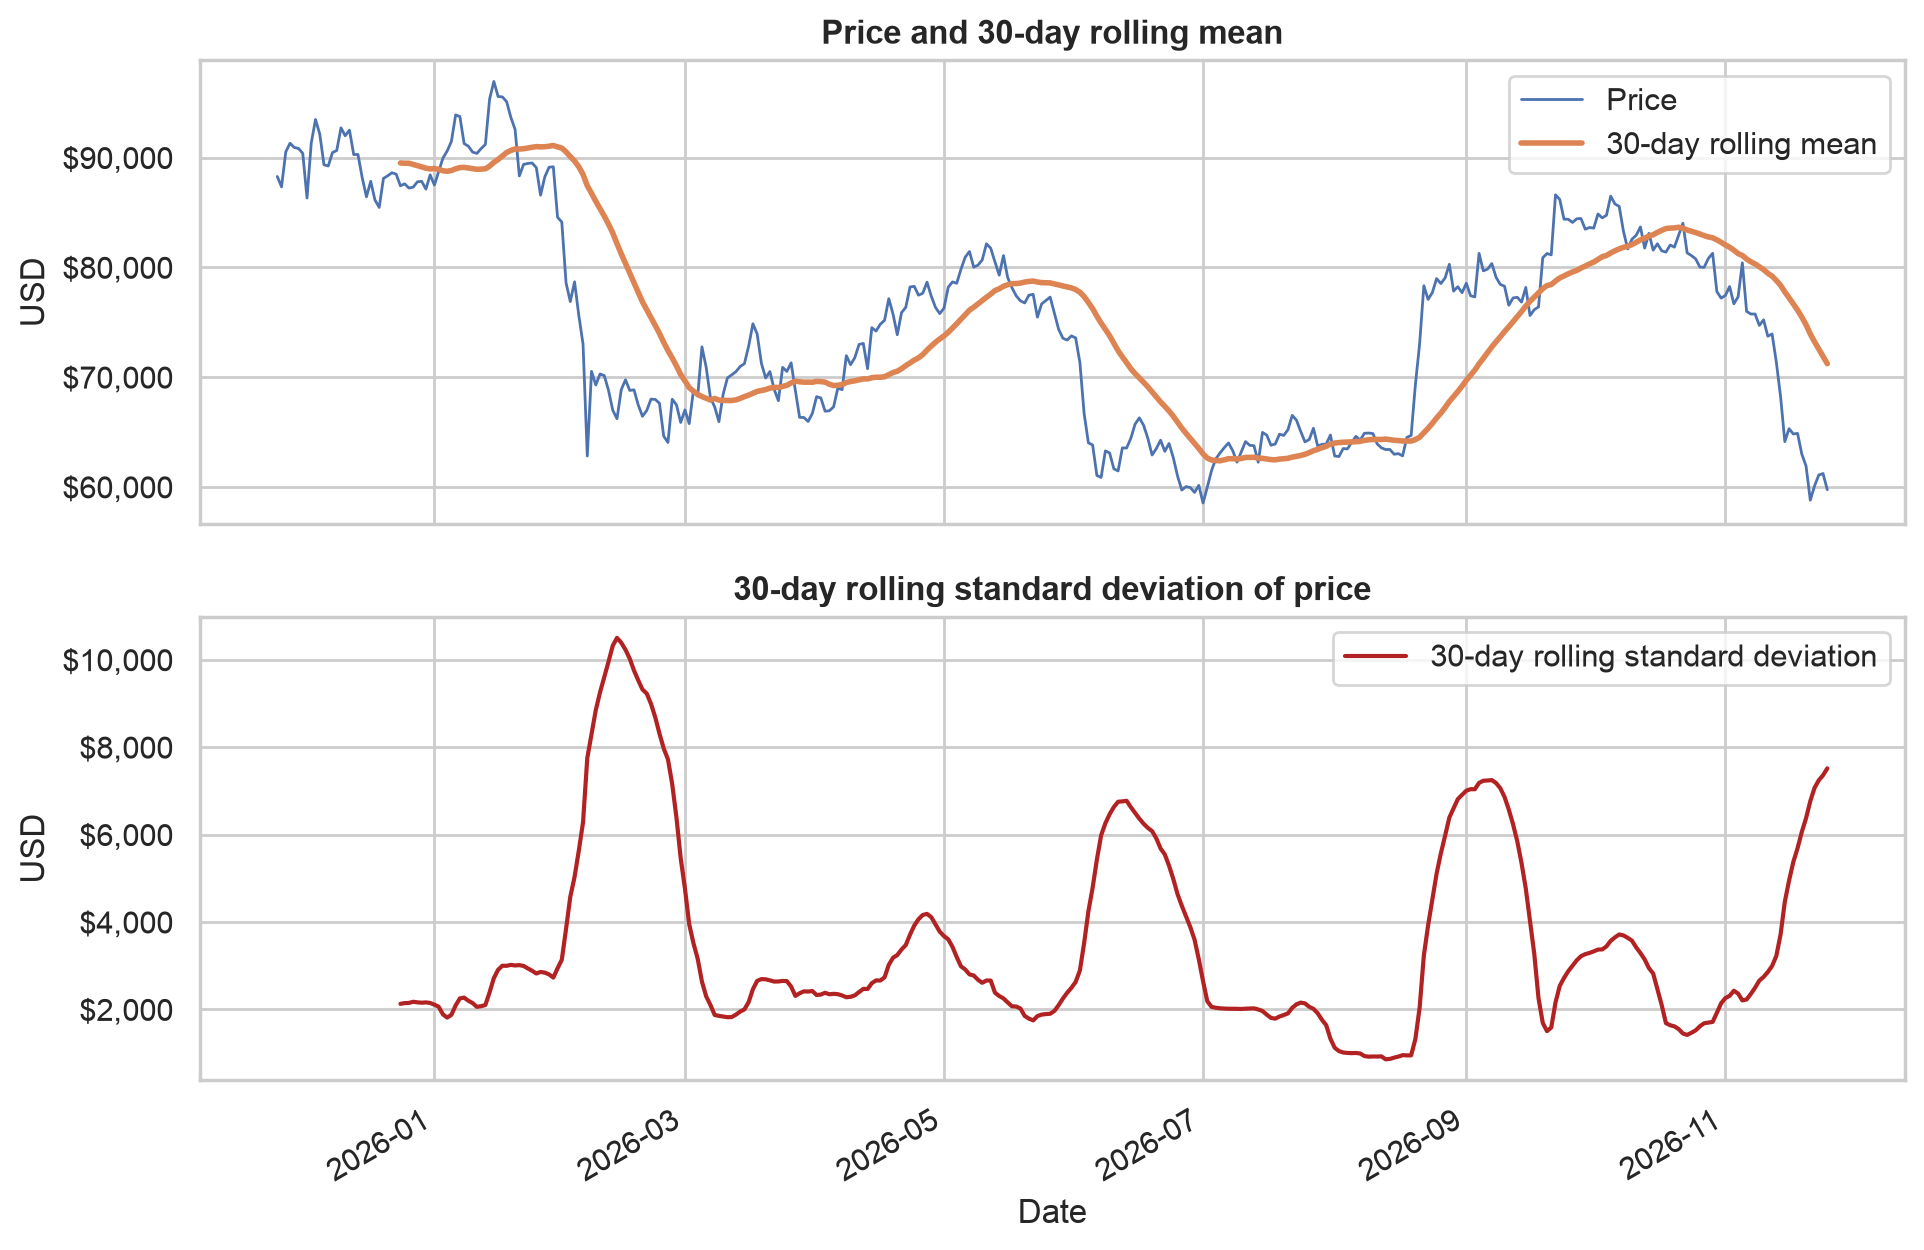 Price and 30-day rolling mean
Price
30-day rolling mean
$90,000
$80,000
$70,000
$60,000
USD
30-day rolling standard deviation of price
30-day rolling standard deviation
$10,000
$8,000
$6,000
$4,000
$2,000
USD
2026-01
2026-03
2026-05
2026-07
2026-09
2026-11
Date